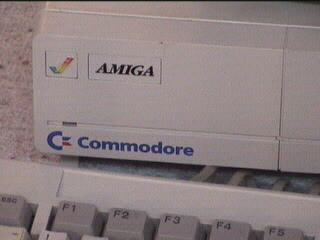 AMIGA
Commodore
ESC
F1 F2 F3 F4 F5